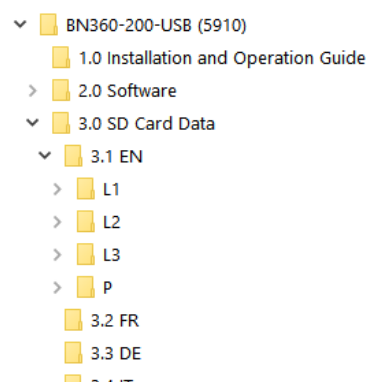 BN360-200-USB (5910)
1.0 Installation and Operation Guide
2.0 Software
3.0 SD Card Data
3.1 EN
L1
L2
L3
P
3.2 FR
3.3 DE